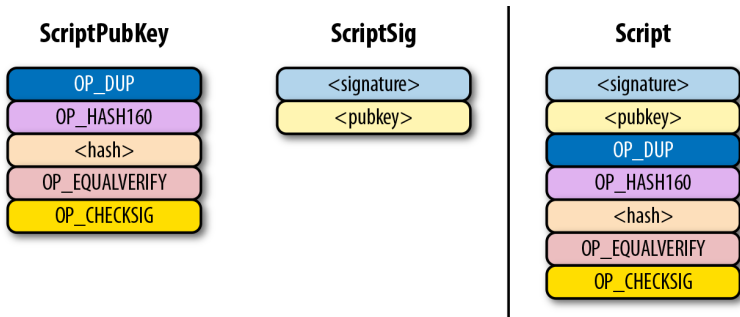 ScriptPubKey
OP_DUP
OP_HASH160
<hash>
OP_EQUALVERIFY
OP_CHECKSIG
ScriptSig
<signature>
<pubkey>
Script
<signature>
<pubkey>
OP_DUP
OP_HASH160
<hash>
OP_EQUALVERIFY
OP_CHECKSIG